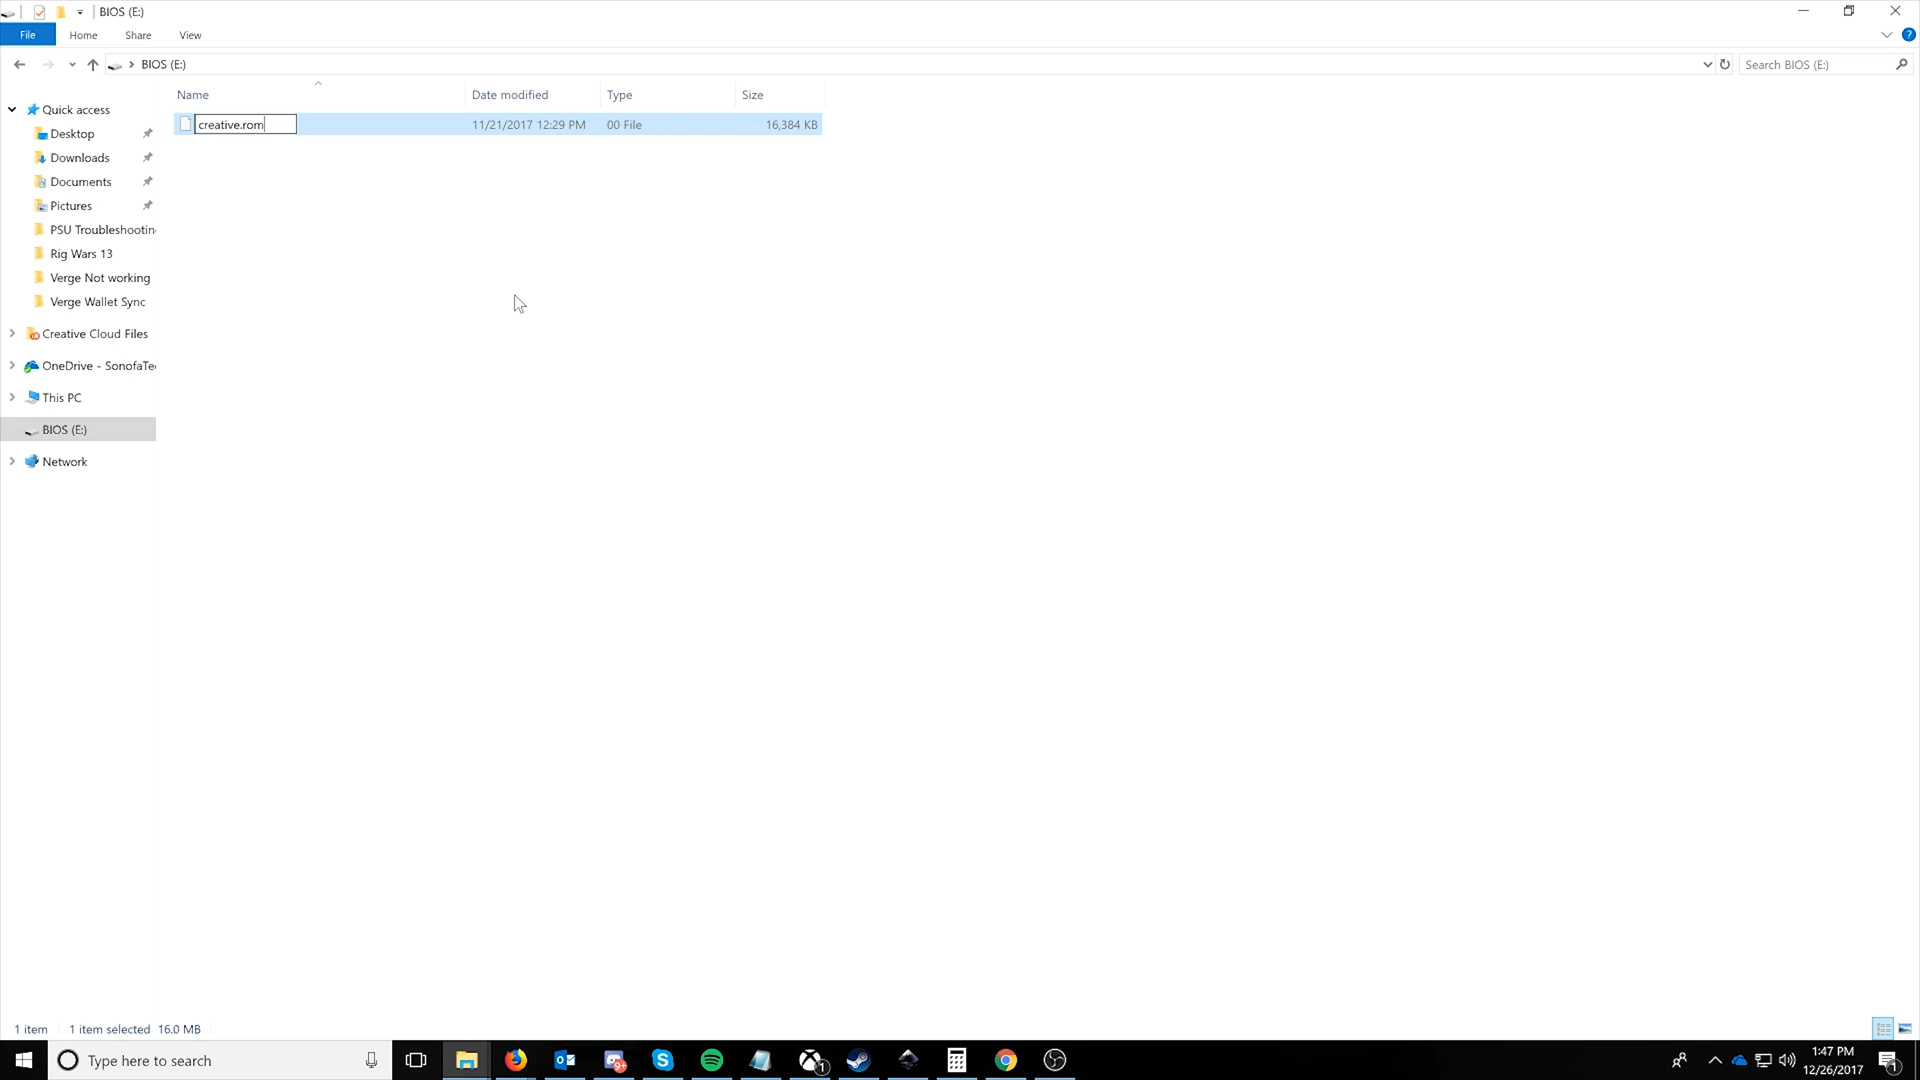 BIOS (E:)
File Home Share View
BIOS (E:) Search BIOS (E:)
Name Date modified Type Size
creative.rom 11/21/2017 12:29 PM 00 File 16,384 KB
Quick access
Desktop
Downloads
Documents
Pictures
PSU Troubleshootin
Rig Wars 13
Verge Not working
Verge Wallet Sync
Creative Cloud Files
OneDrive - SonofaTe
This PC
BIOS (E:)
Network
1 item 1 item selected 16.0 MB
Type here to search 9+ 1 1:47 PM
12/26/2017 1